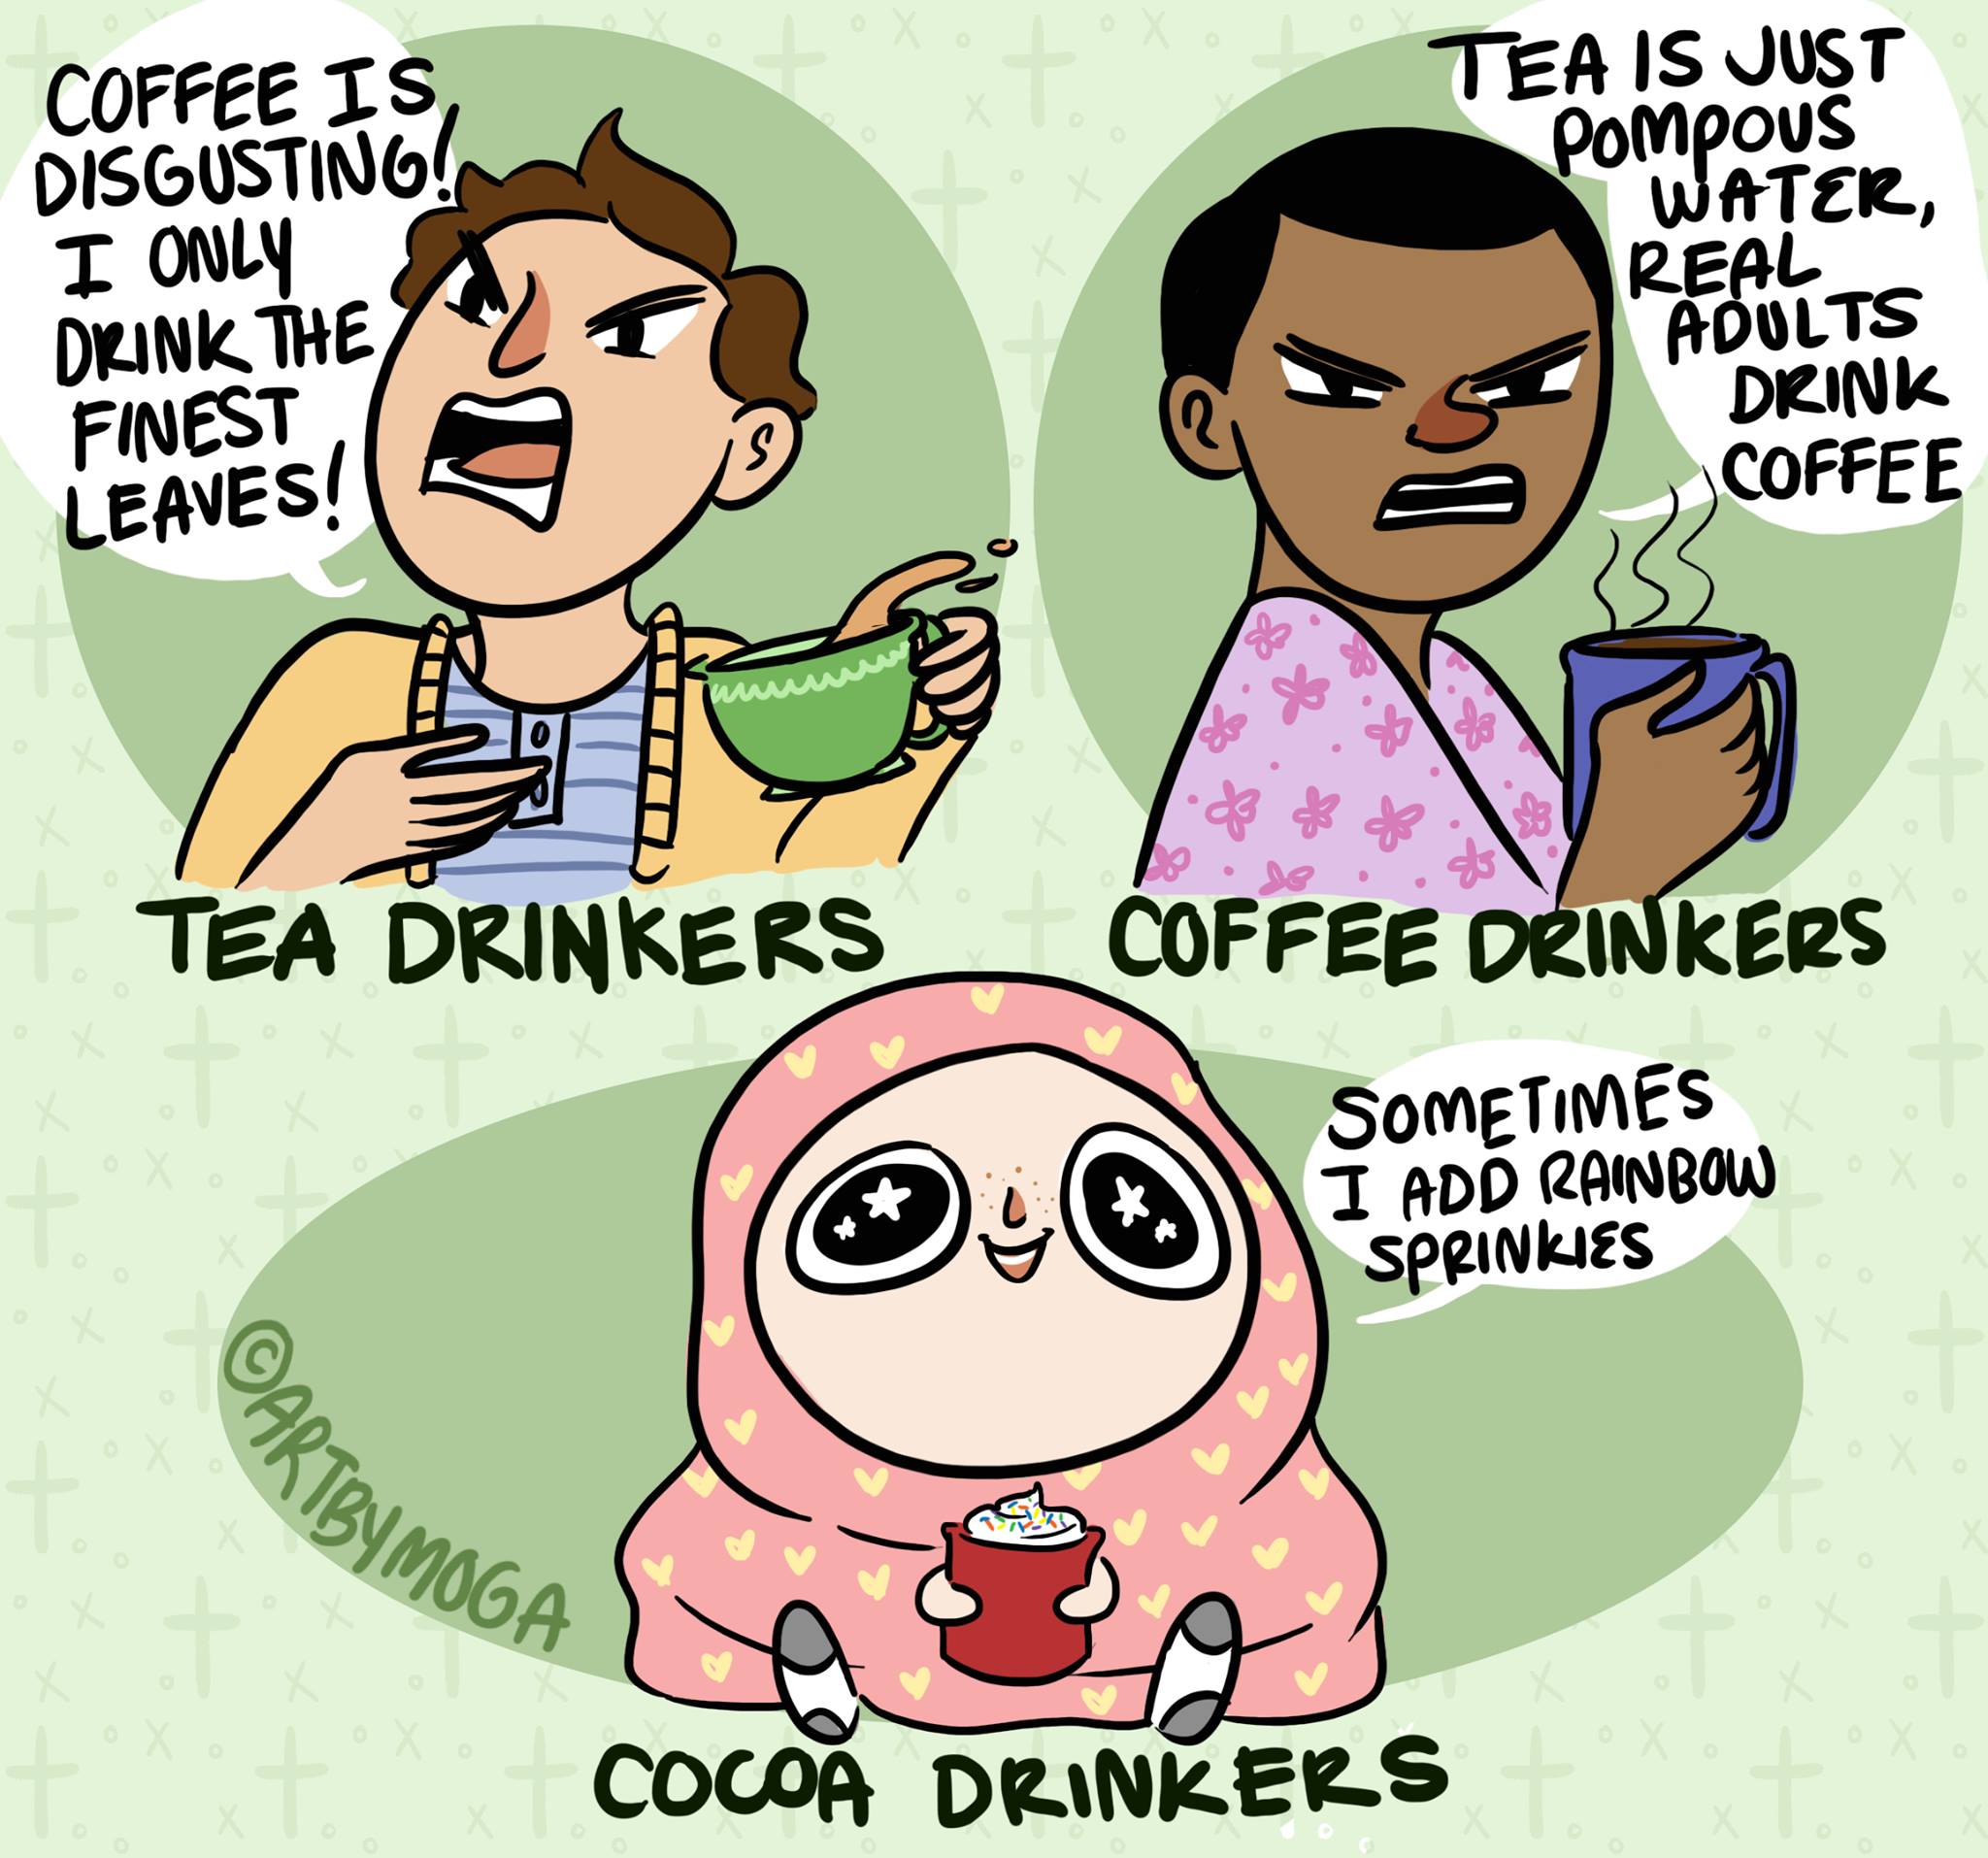 COFFEE IS
DISGUSTING!
I ONLY
DRINK THE
FINEST
LEAVES!
TEA IS JUST
POMPOUS
WATER,
REAL
ADULTS
DRINK
COFFEE
TEA DRINKERS
COFFEE DRINKERS
SOMETIMES
I ADD RAINBOW
SPRINKlES
©ARTBYMOGA
COCOA DRINKERS